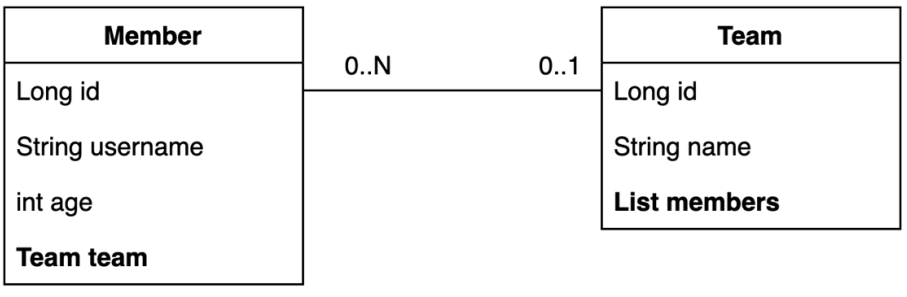 Member
Long id
String username
int age
Team team
0..N
0..1
Team
Long id
String name
List members